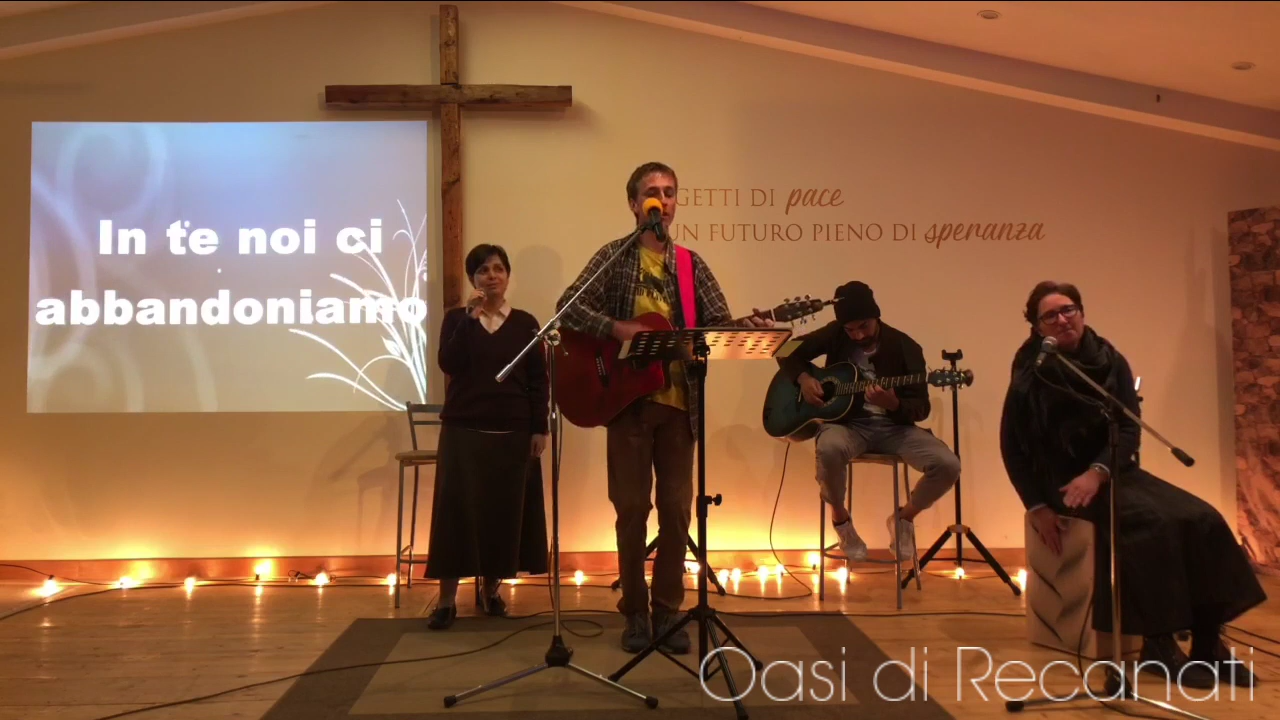 In te noi ci
abbandoniamo
GETTI DI pace
UN FUTURO PIENO DI speranza
Oasi di Recanati